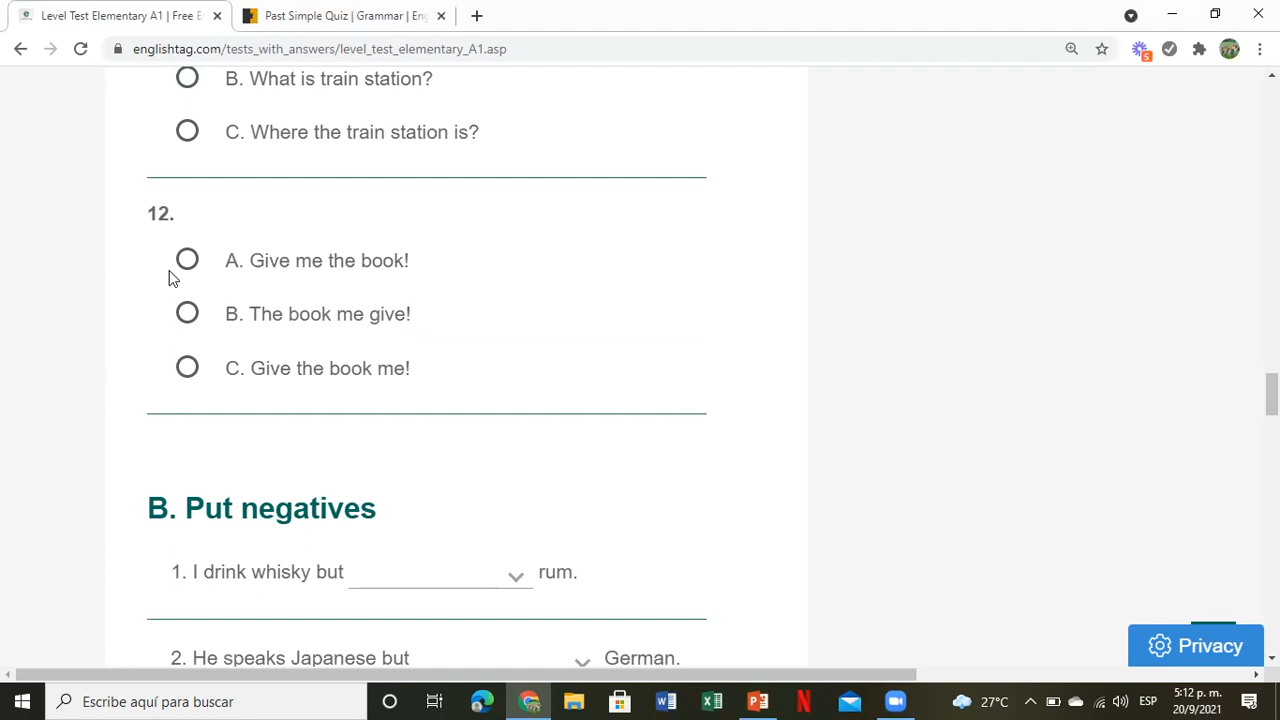 Level Test Elementary A1 | Free E
Past Simple Quiz | Grammar | Eng
englishtag.com/tests_with_answers/level_test_elementary_A1.asp
5
B. What is train station?
C. Where the train station is?
12.
A. Give me the book!
B. The book me give!
C. Give the book me!
B. Put negatives
1. I drink whisky but rum.
2. He speaks Japanese but German.
Privacy
Escribe aquí para buscar
27°C
ESP
5:12 p. m.
20/9/2021